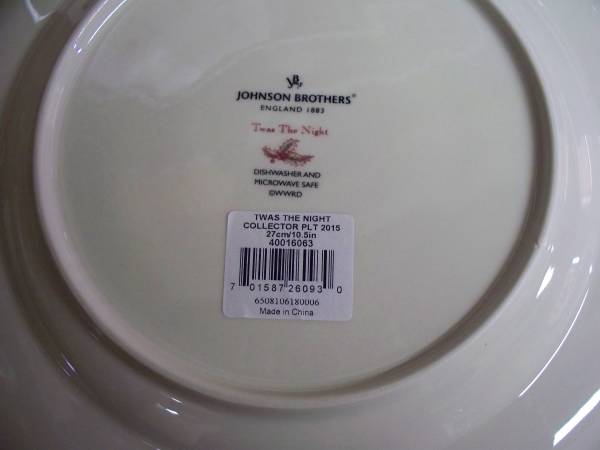 JOHNSON BROTHERS®
ENGLAND 1883
Twas The Night
DISHWASHER AND
MICROWAVE SAFE
©WWRD
TWAS THE NIGHT
COLLECTOR PLT 2015
27cm/10.5in
40016063
7 01587 26093 0
6508106180006
Made in China